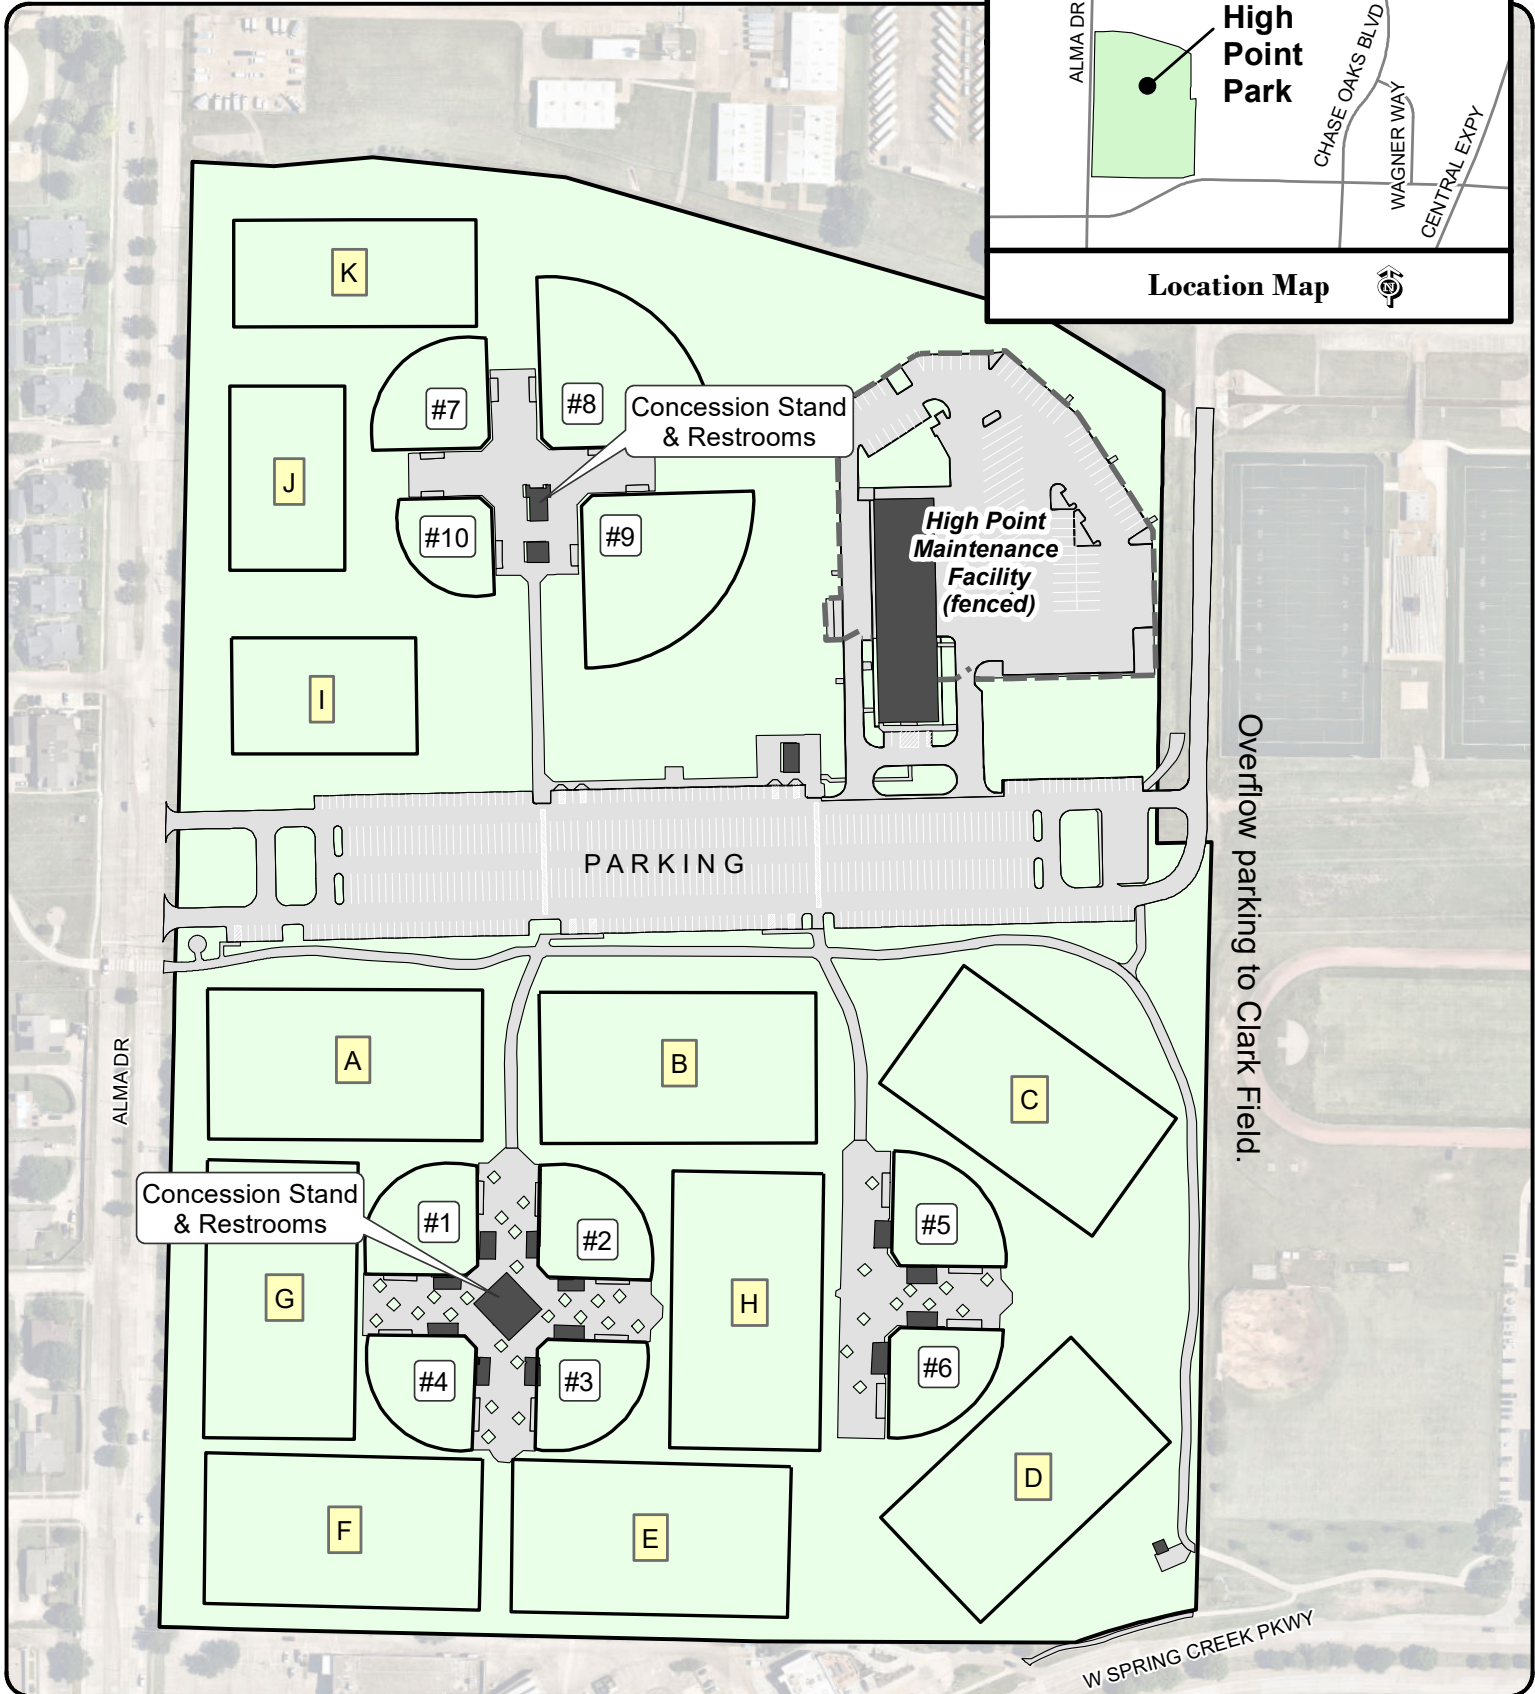 ALMA DR
High
Point
Park
CHASE OAKS BLVD
WAGNER WAY
CENTRAL EXPY
Location Map
N
K
#7
#8
Concession Stand
& Restrooms
J
#10
#9
High Point
Maintenance
Facility
(fenced)
I
Overflow parking to Clark Field.
PARKING
A
B
C
ALMA DR
Concession Stand
& Restrooms
#1
#2
#5
G
H
#4
#3
#6
F
E
D
W SPRING CREEK PKWY